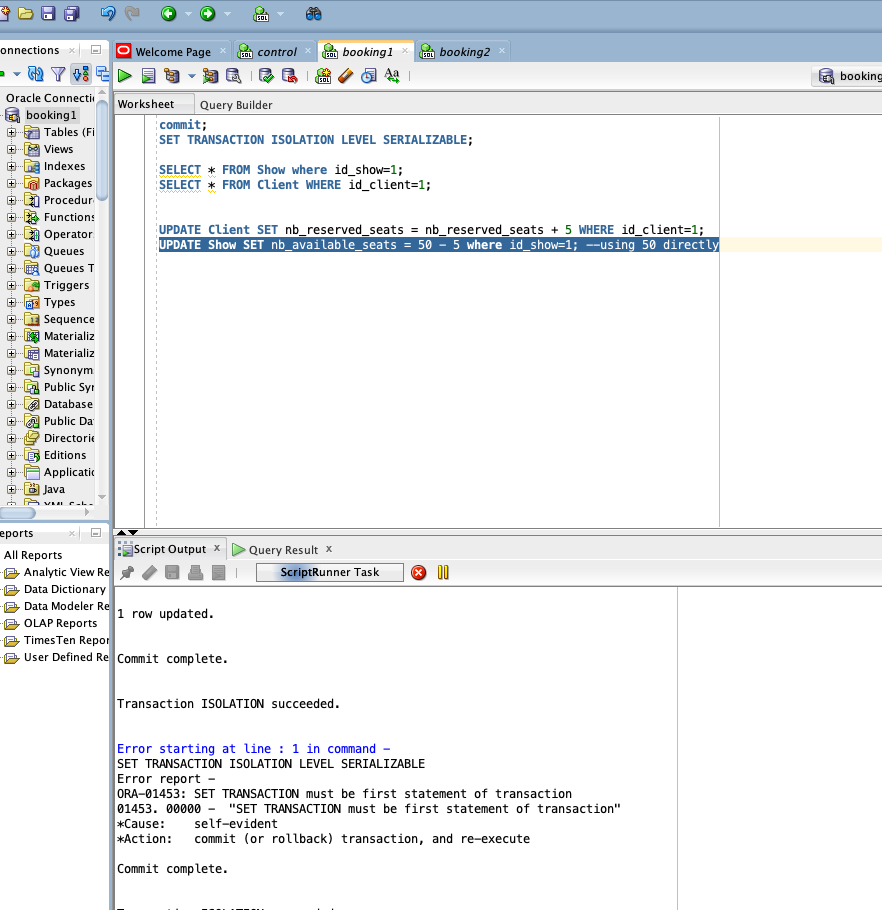 Welcome Page
control
booking1
booking2
onnections
booking
Worksheet
Query Builder
Oracle Connecti
booking1
Tables (Fi
Views
Indexes
Packages
Procedur
Functions
Operator
Queues
Queues T
Triggers
Types
Sequence
Materializ
Materializ
Synonym
Public Syr
Database
Public Da
Directorie
Editions
Applicatio
Java
commit;
SET TRANSACTION ISOLATION LEVEL SERIALIZABLE;
SELECT * FROM Show where id_show=1;
SELECT * FROM Client WHERE id_client=1;
UPDATE Client SET nb_reserved_seats = nb_reserved_seats + 5 WHERE id_client=1;
UPDATE Show SET nb_available_seats = 50 - 5 where id_show=1; --using 50 directly
eports
All Reports
Analytic View Re
Data Dictionary
Data Modeler Re
OLAP Reports
TimesTen Repor
User Defined Re
Script Output
Query Result
ScriptRunner Task
1 row updated.
Commit complete.
Transaction ISOLATION succeeded.
Error starting at line : 1 in command -
SET TRANSACTION ISOLATION LEVEL SERIALIZABLE
Error report -
ORA-01453: SET TRANSACTION must be first statement of transaction
01453. 00000 -  "SET TRANSACTION must be first statement of transaction"
*Cause:    self-evident
*Action:   commit (or rollback) transaction, and re-execute
Commit complete.